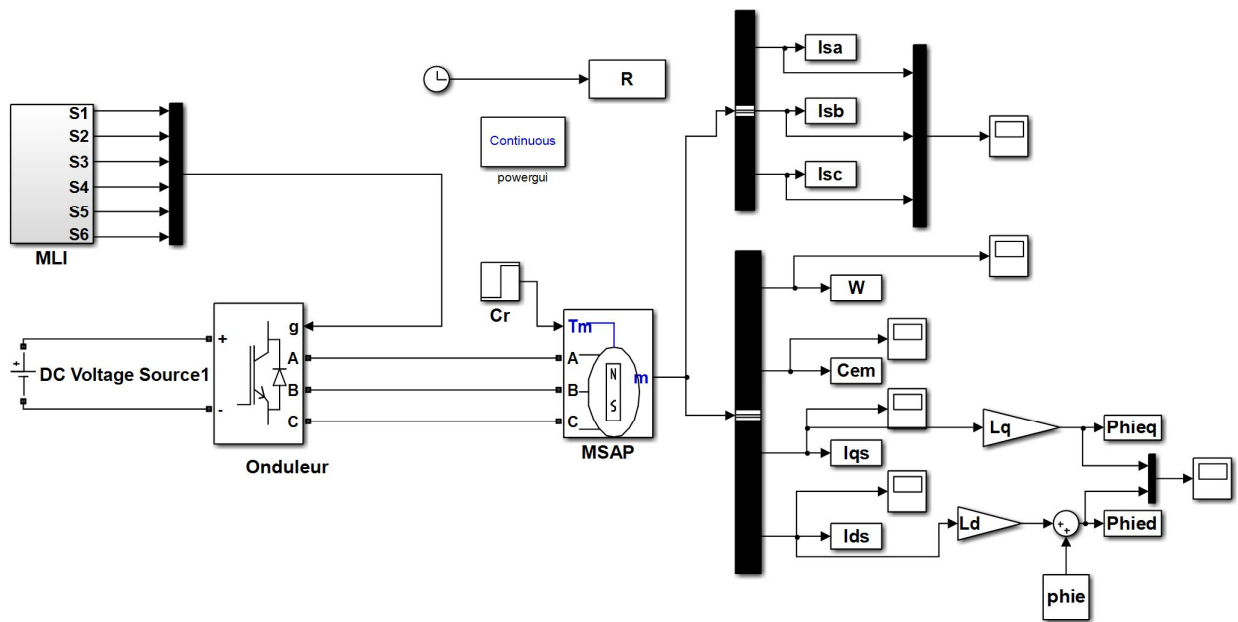 S1
S2
S3
S4
S5
S6
MLI
R
Continuous
powergui
Isa
Isb
Isc
Cr
Tm
A
B
C
m
N
S
MSAP
+
DC Voltage Source1
+
-
g
A
B
C
Onduleur
W
Cem
Iqs
Ids
Lq
Phieq
Ld
+
+
Phied
phie